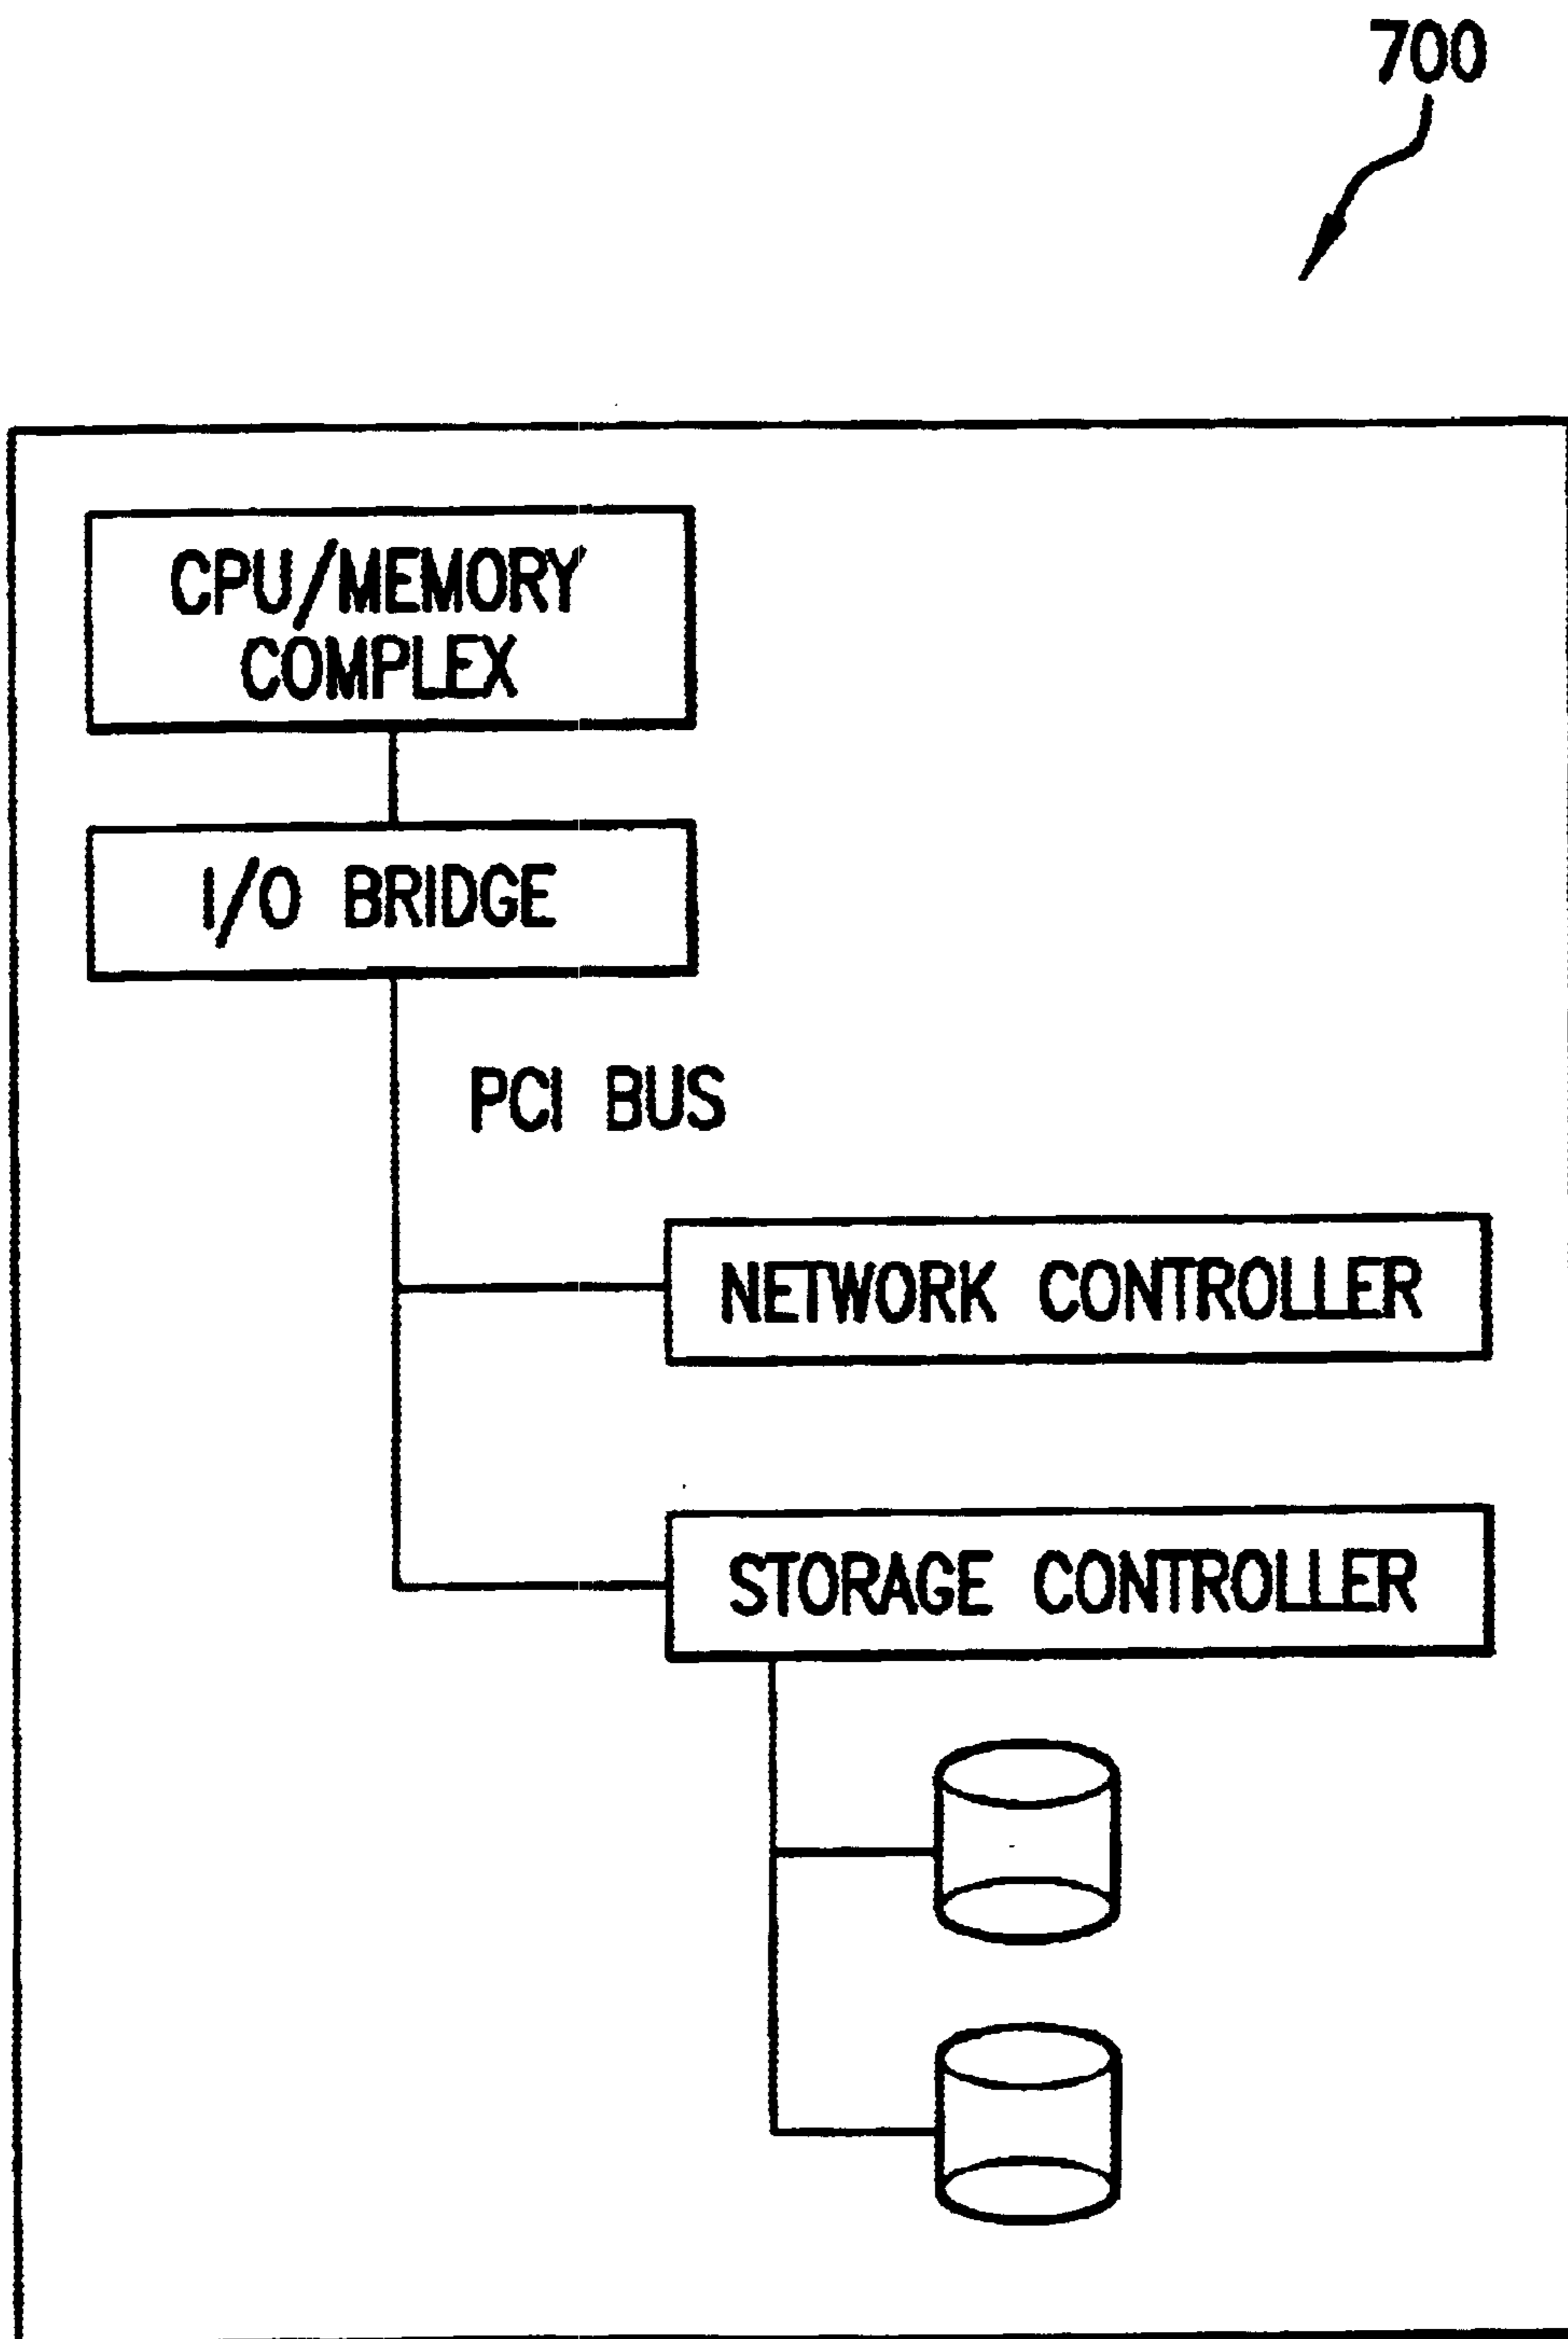 700
CPU/MEMORY
COMPLEX
I/O BRIDGE
PCI BUS
NETWORK CONTROLLER
STORAGE CONTROLLER